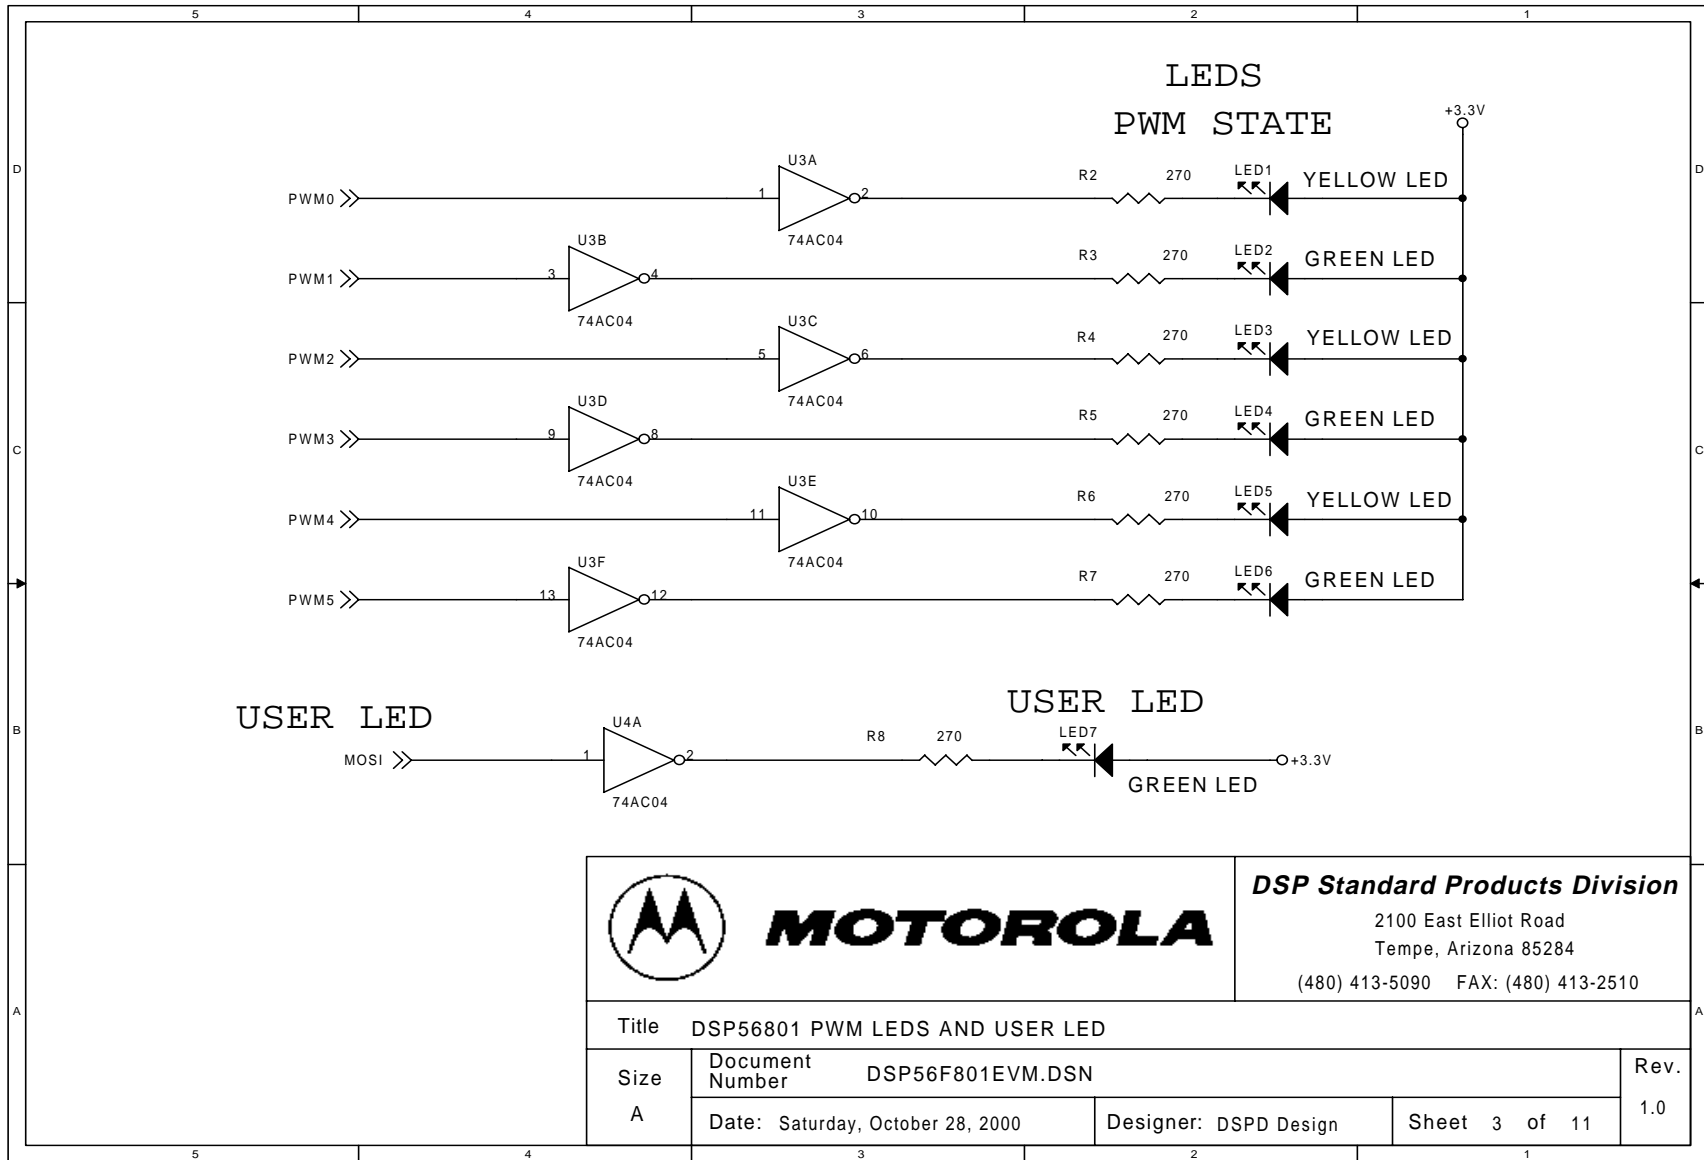 5 4 3 2 1
LEDS
PWM STATE
+3.3V
D D
U3A
R2 270 LED1 YELLOW LED
PWM0 1 2
74AC04
U3B
R3 270 LED2 GREEN LED
PWM1 3 4
74AC04
U3C
R4 270 LED3 YELLOW LED
PWM2 5 6
74AC04
U3D
R5 270 LED4 GREEN LED
PWM3 9 8
C C
74AC04
U3E
R6 270 LED5 YELLOW LED
PWM4 11 10
74AC04
U3F
R7 270 LED6 GREEN LED
PWM5 13 12
74AC04
USER LED USER LED
U4A
B B
R8 270 LED7
MOSI 1 2 +3.3V
GREEN LED
74AC04
MOTOROLA
DSP Standard Products Division
2100 East Elliot Road
Tempe, Arizona 85284
(480) 413-5090 FAX: (480) 413-2510
A A
Title DSP56801 PWM LEDS AND USER LED
Size A
Document Number DSP56F801EVM.DSN
Rev. 1.0
Date: Saturday, October 28, 2000 Designer: DSPD Design Sheet 3 of 11
5 4 3 2 1